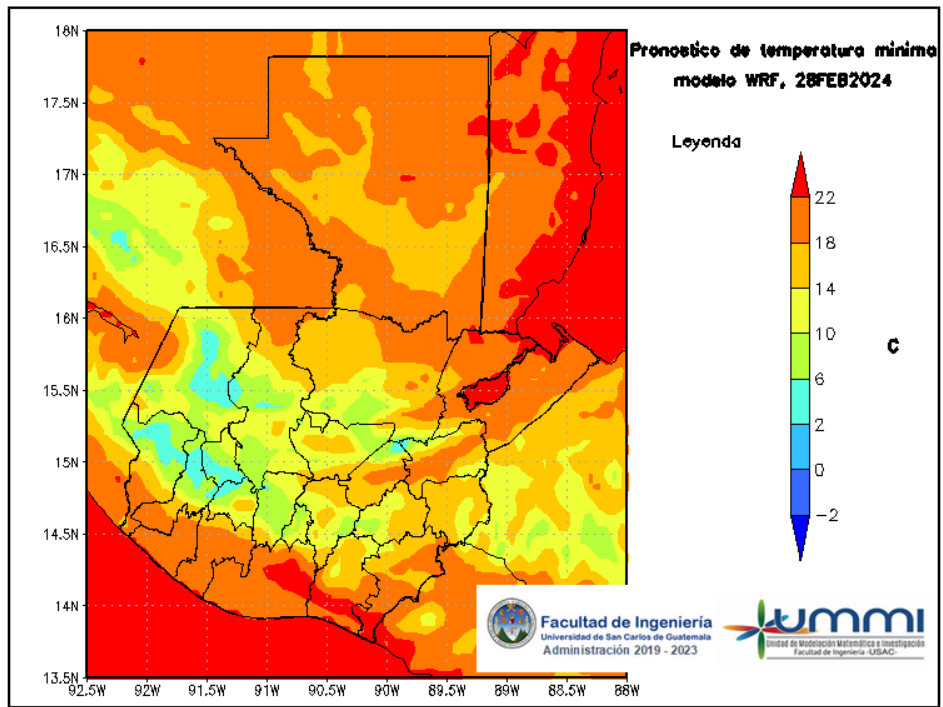 Pronostico de temperatura minima
modelo WRF, 28FEB2024
Leyenda
18N
17.5N
17N
16.5N
16N
15.5N
15N
14.5N
14N
13.5N
92.5W
92W
91.5W
91W
90.5W
90W
89.5W
89W
88.5W
88W
22
18
14
10
6
2
0
-2
C
Facultad de Ingeniería
Universidad de San Carlos de Guatemala
Administración 2019 - 2023
UMMI
Unidad de Modelación Matemática e Investigación
Facultad de Ingeniería -USAC-